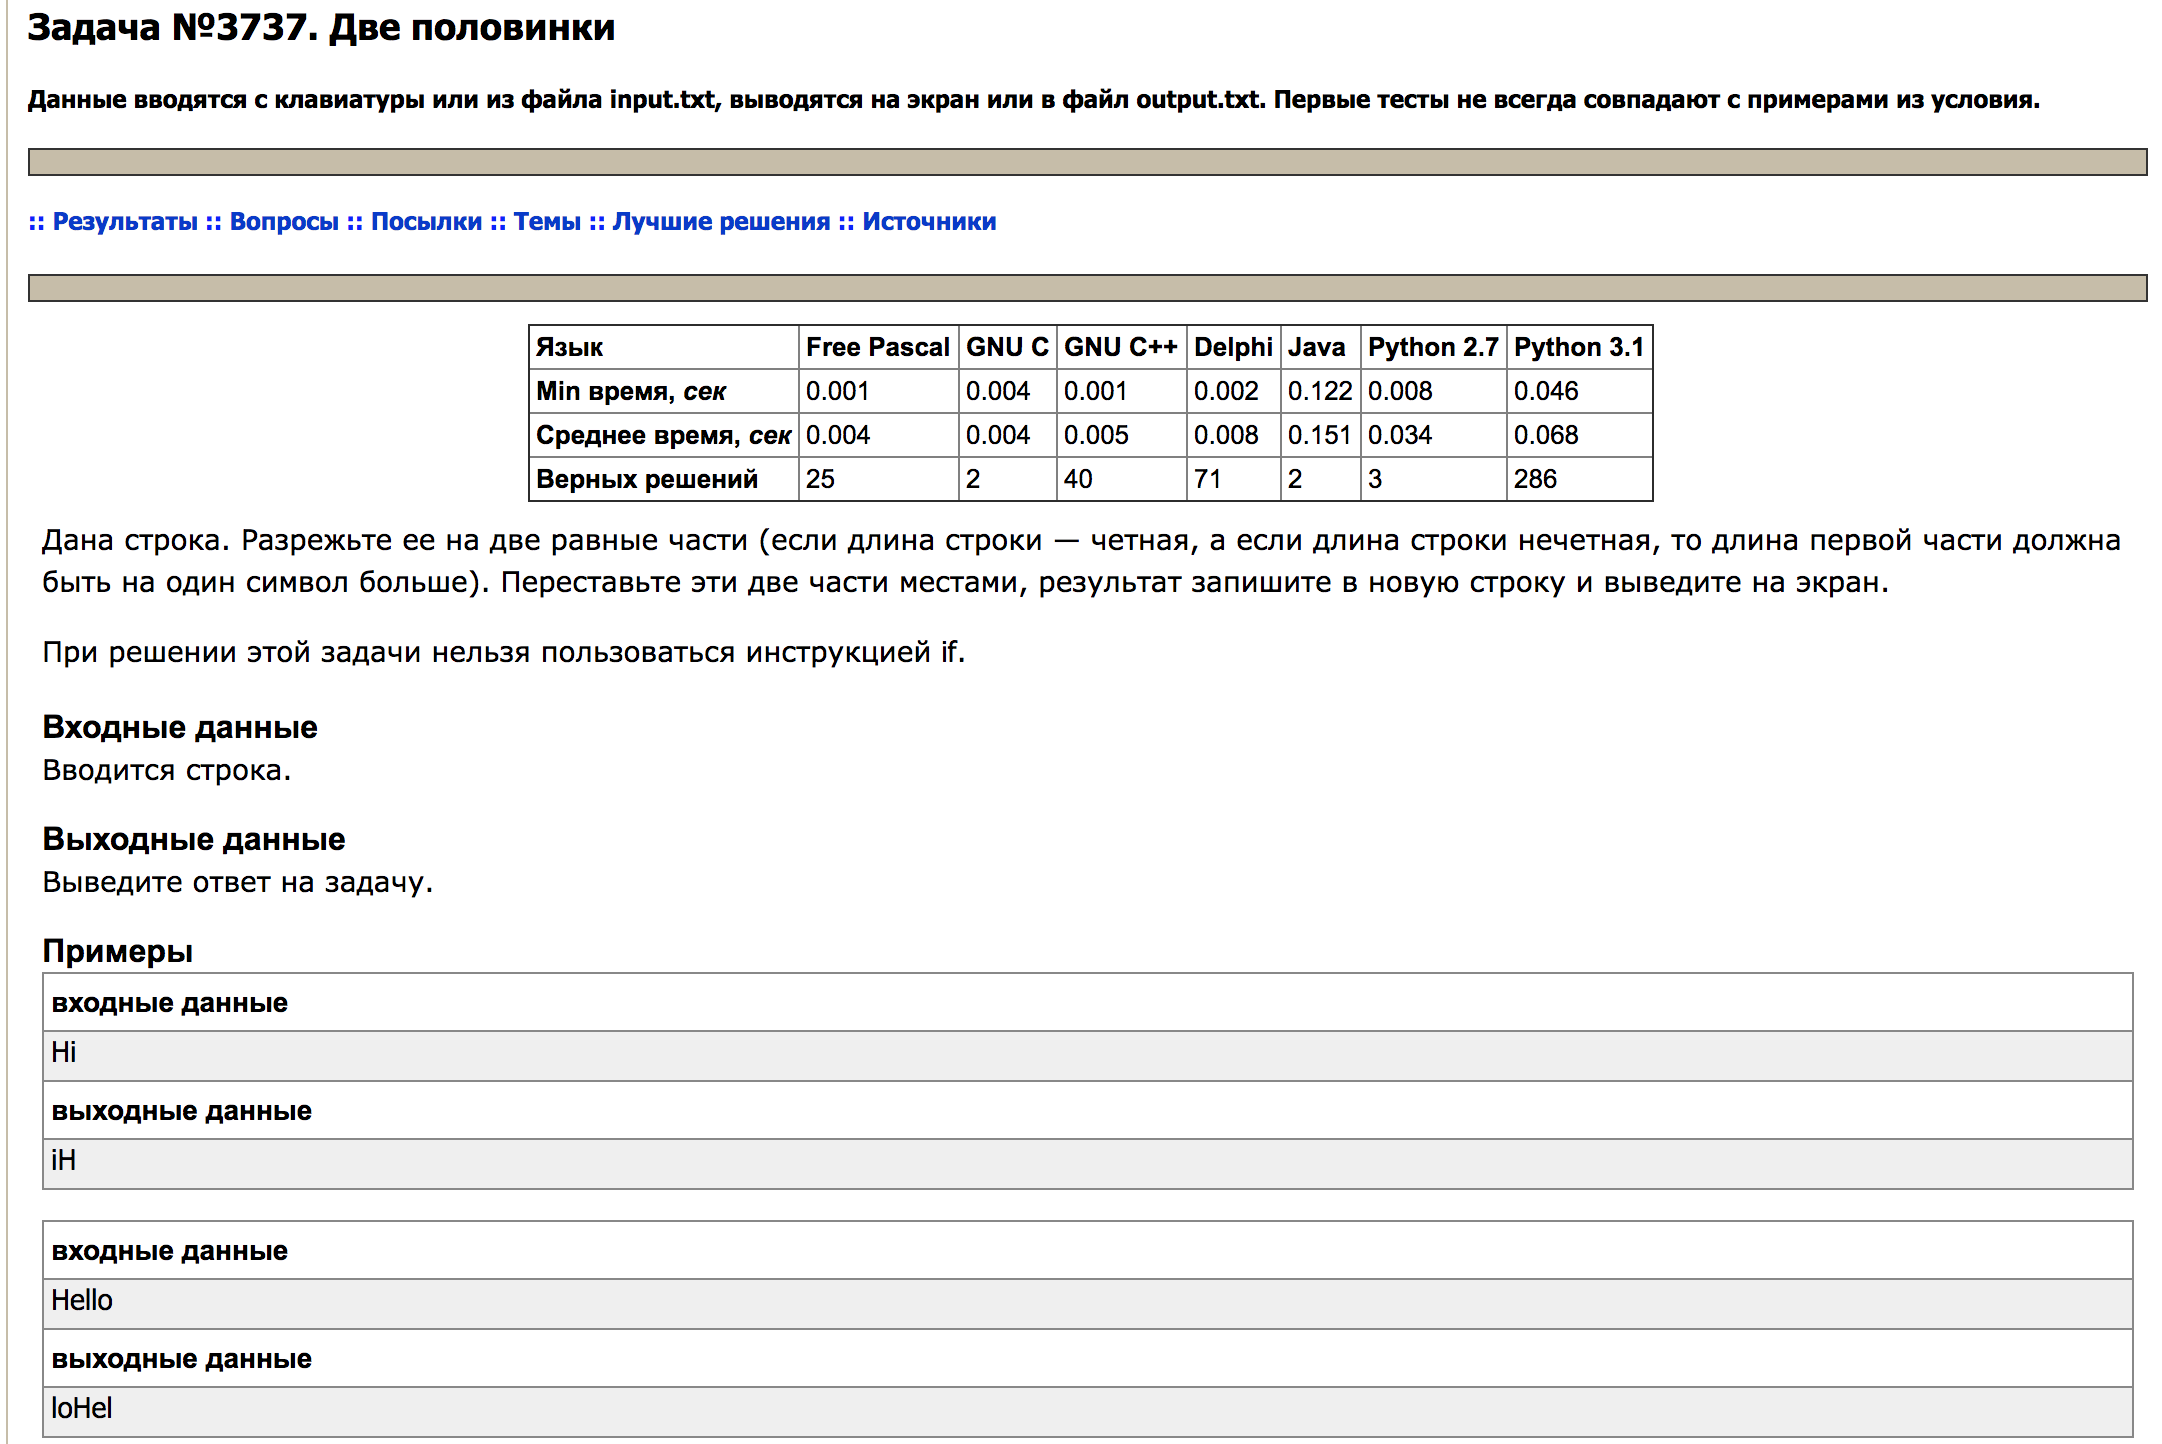 Задача №3737. Две половинки
Данные вводятся с клавиатуры или из файла input.txt, выводятся на экран или в файл output.txt. Первые тесты не всегда совпадают с примерами из условия.
:: Результаты :: Вопросы :: Посылки :: Темы :: Лучшие решения :: Источники
Язык Free Pascal GNU C GNU C++ Delphi Java Python 2.7 Python 3.1
Min время, сек 0.001 0.004 0.001 0.002 0.122 0.008 0.046
Среднее время, сек 0.004 0.004 0.005 0.008 0.151 0.034 0.068
Верных решений 25 2 40 71 2 3 286
Дана строка. Разрежьте ее на две равные части (если длина строки — четная, а если длина строки нечетная, то длина первой части должна
быть на один символ больше). Переставьте эти две части местами, результат запишите в новую строку и выведите на экран.
При решении этой задачи нельзя пользоваться инструкцией if.
Входные данные
Вводится строка.
Выходные данные
Выведите ответ на задачу.
Примеры
входные данные
Hi
выходные данные
iH
входные данные
Hello
выходные данные
loHel